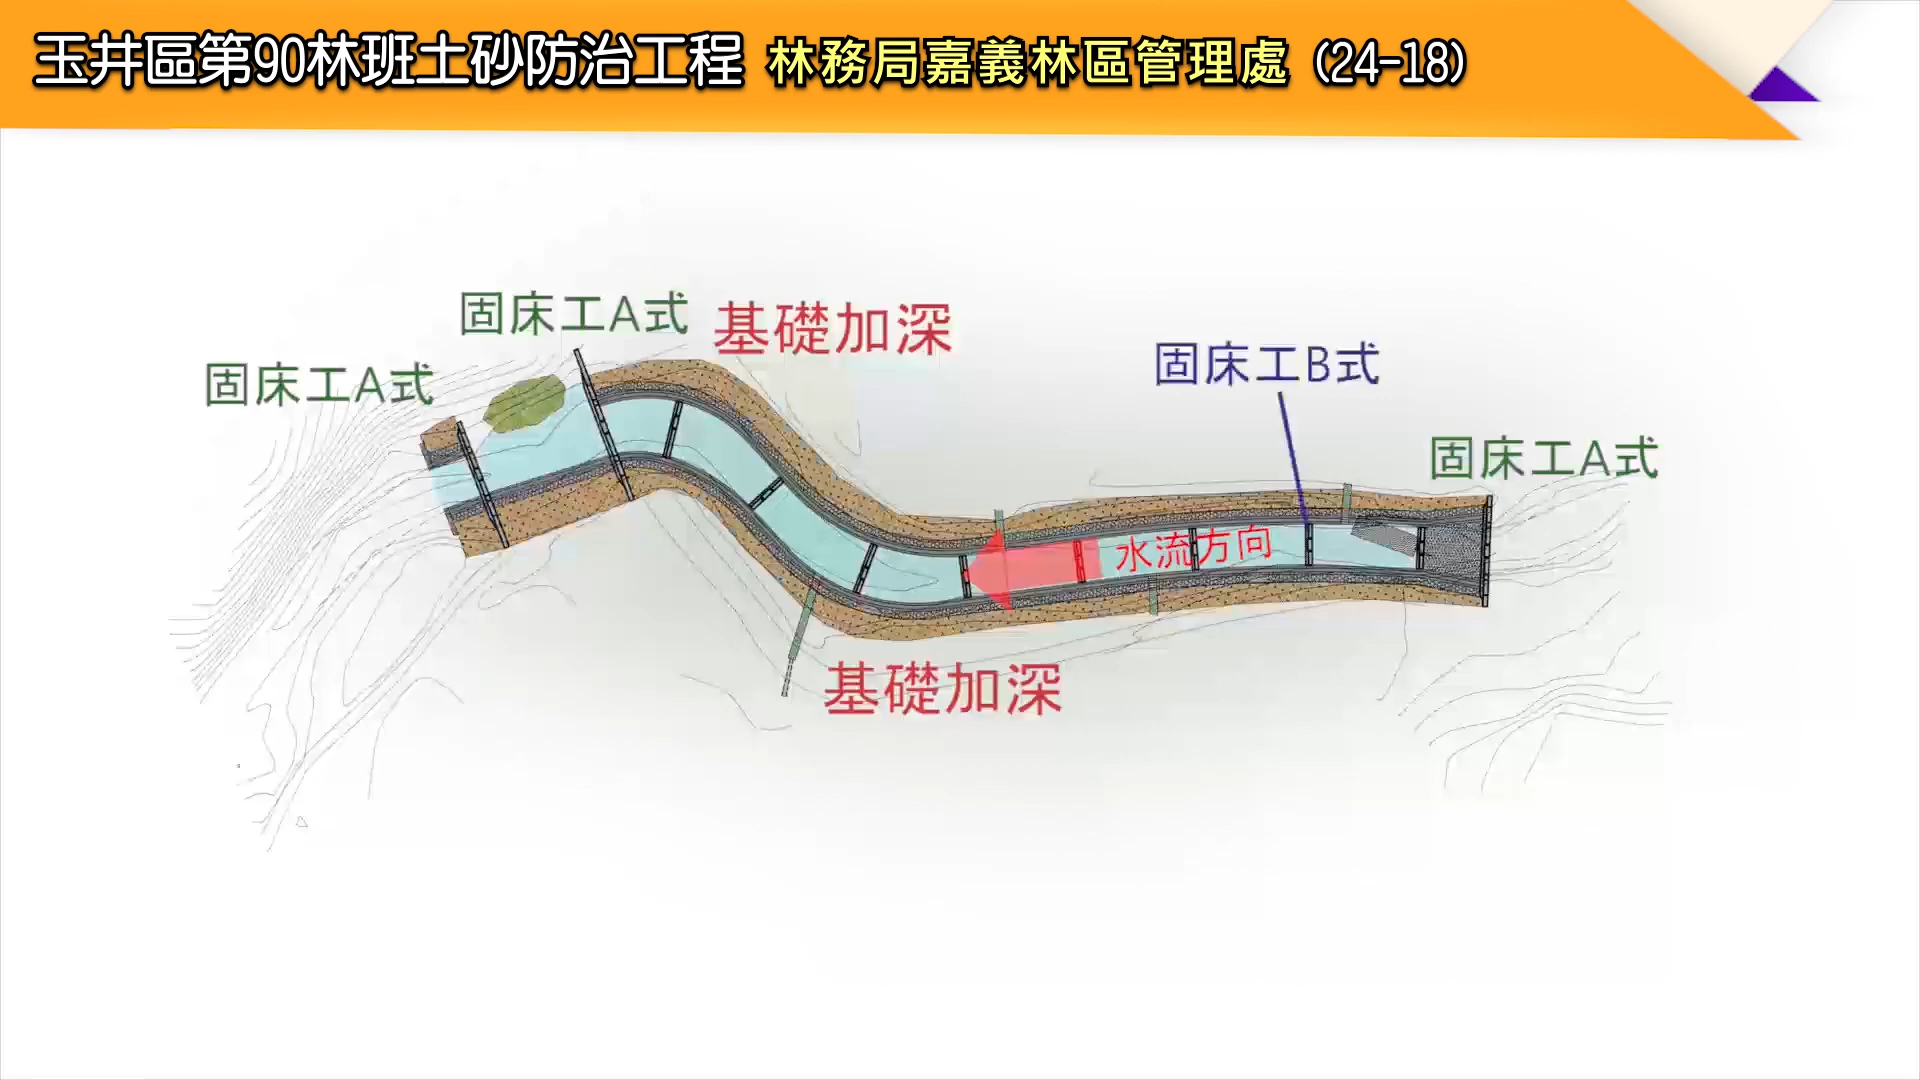 玉井區第90林班土砂防治工程 林務局嘉義林區管理處 (24-18)
固床工A式
基礎加深
固床工A式
固床工B式
固床工A式
水流方向
基礎加深